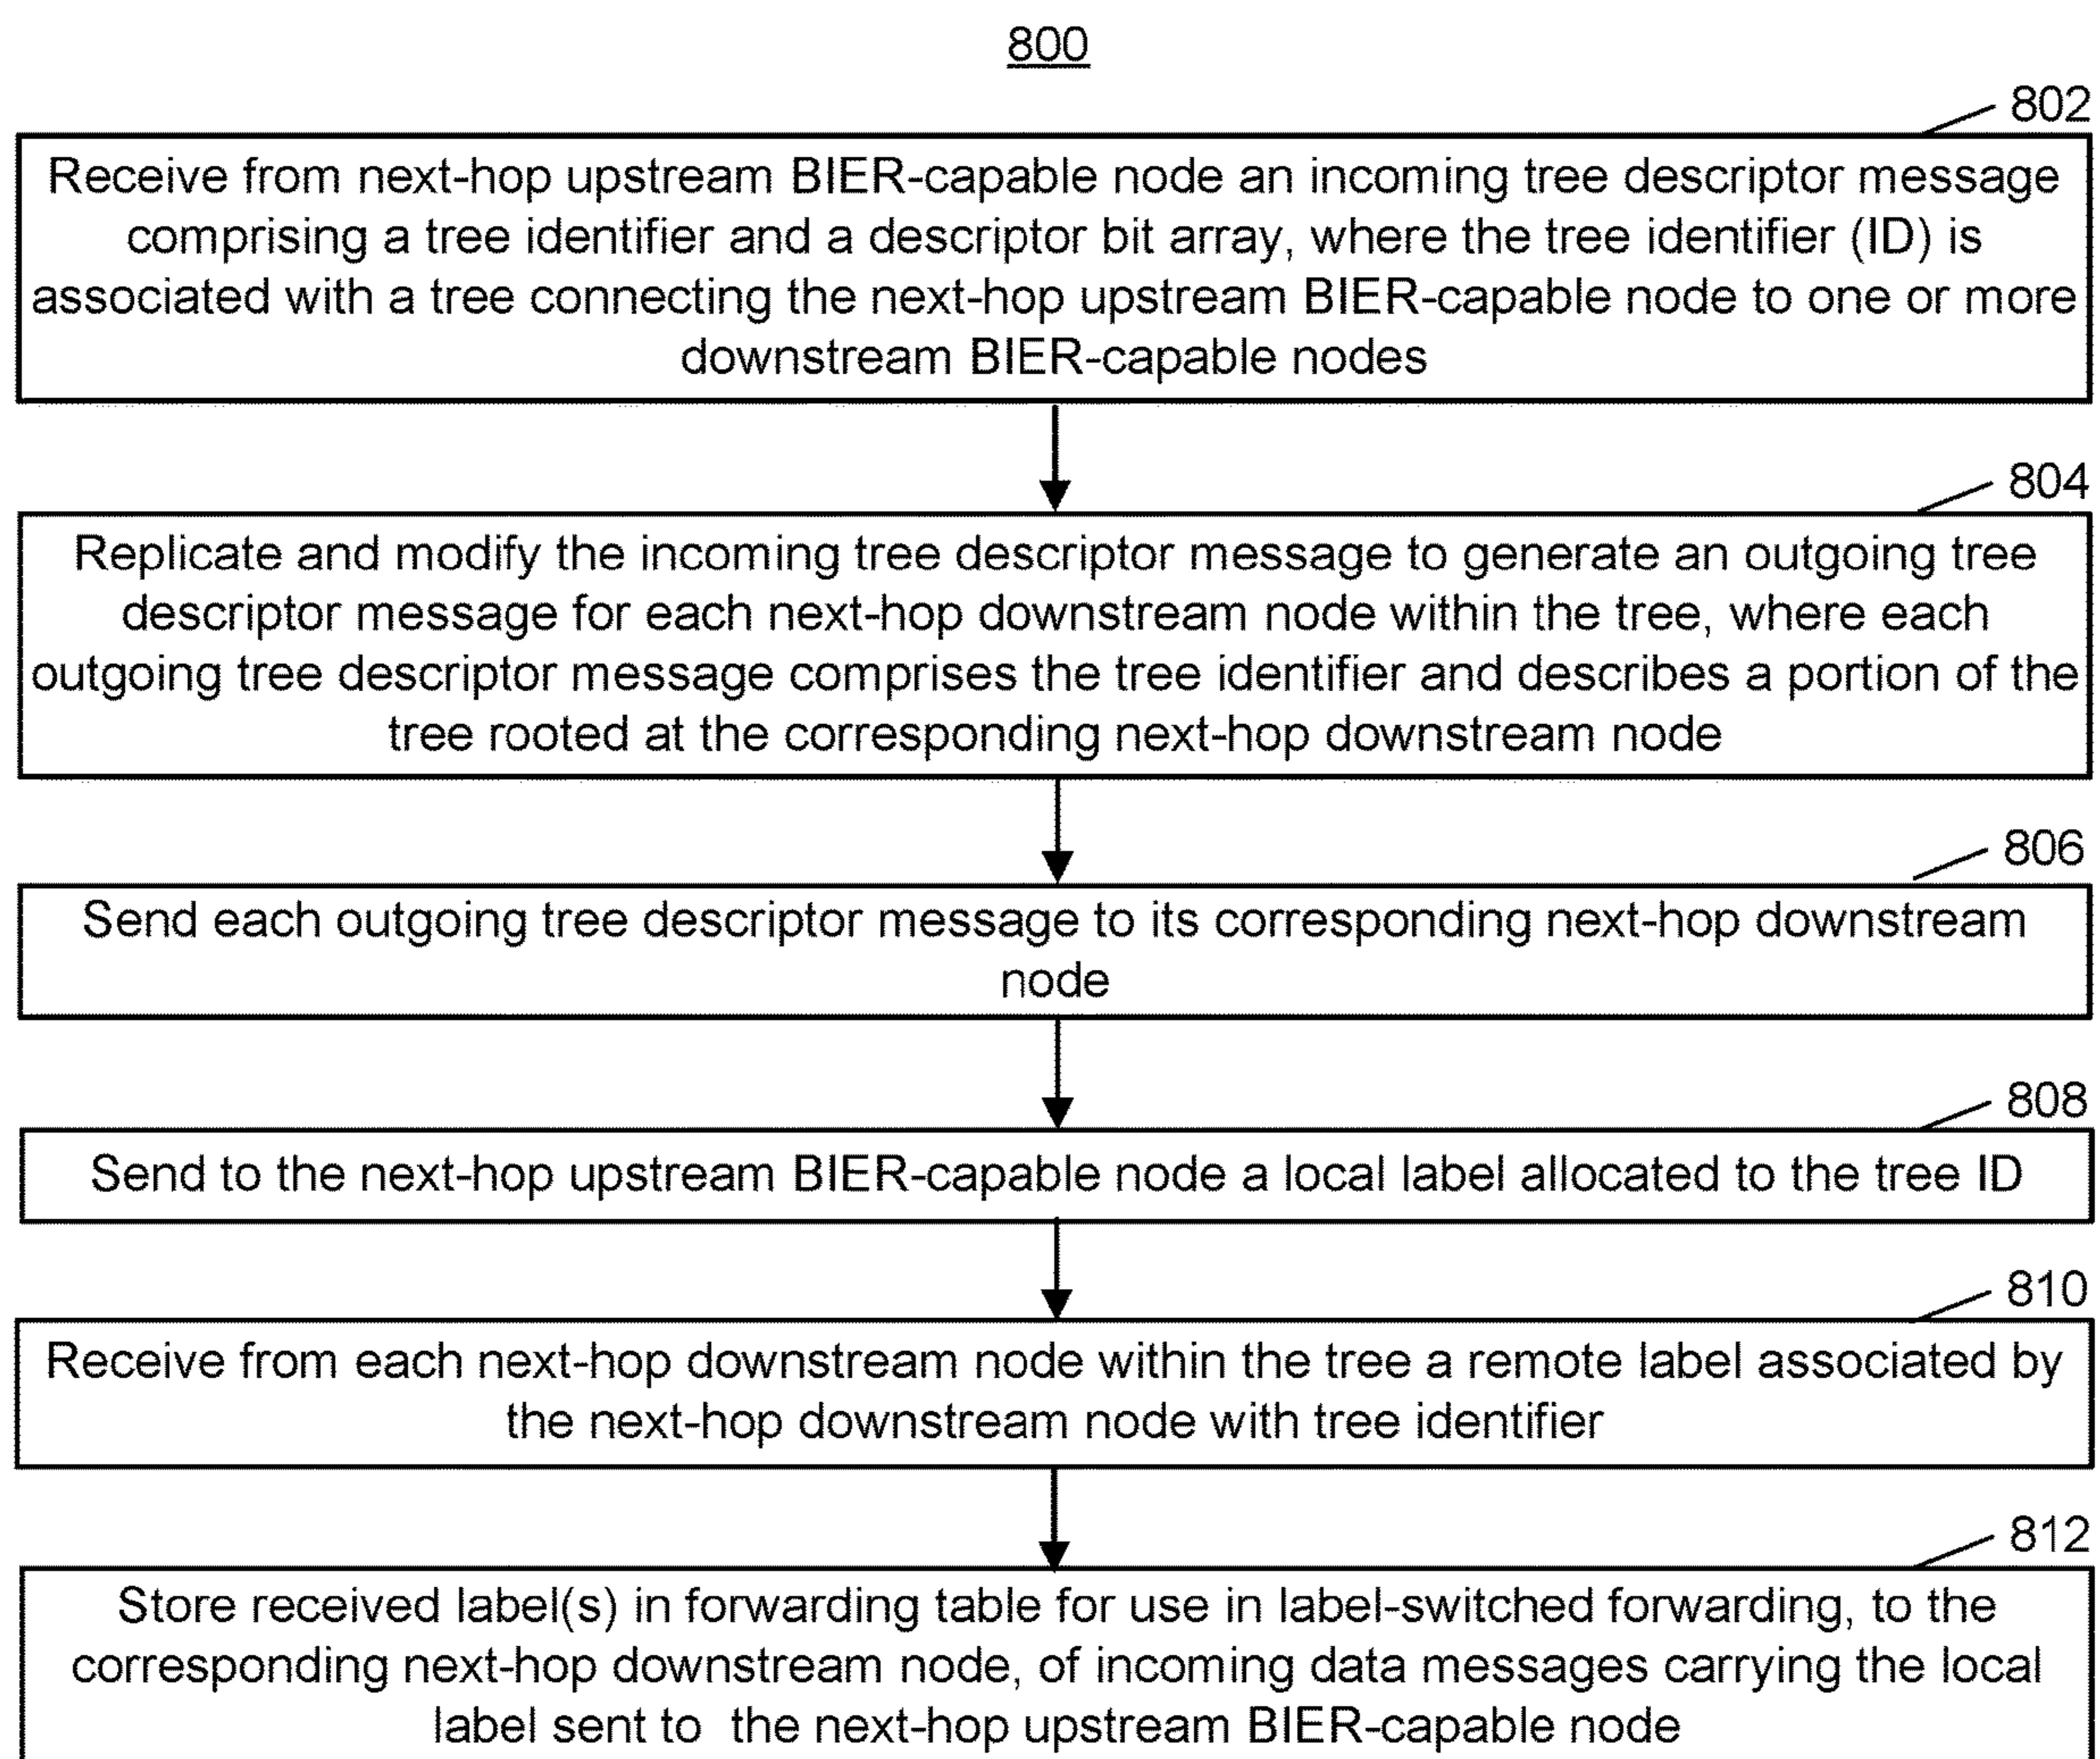 800
802
Receive from next-hop upstream BIER-capable node an incoming tree descriptor message
comprising a tree identifier and a descriptor bit array, where the tree identifier (ID) is
associated with a tree connecting the next-hop upstream BIER-capable node to one or more
downstream BIER-capable nodes
804
Replicate and modify the incoming tree descriptor message to generate an outgoing tree
descriptor message for each next-hop downstream node within the tree, where each
outgoing tree descriptor message comprises the tree identifier and describes a portion of the
tree rooted at the corresponding next-hop downstream node
806
Send each outgoing tree descriptor message to its corresponding next-hop downstream
node
808
Send to the next-hop upstream BIER-capable node a local label allocated to the tree ID
810
Receive from each next-hop downstream node within the tree a remote label associated by
the next-hop downstream node with tree identifier
812
Store received label(s) in forwarding table for use in label-switched forwarding, to the
corresponding next-hop downstream node, of incoming data messages carrying the local
label sent to the next-hop upstream BIER-capable node